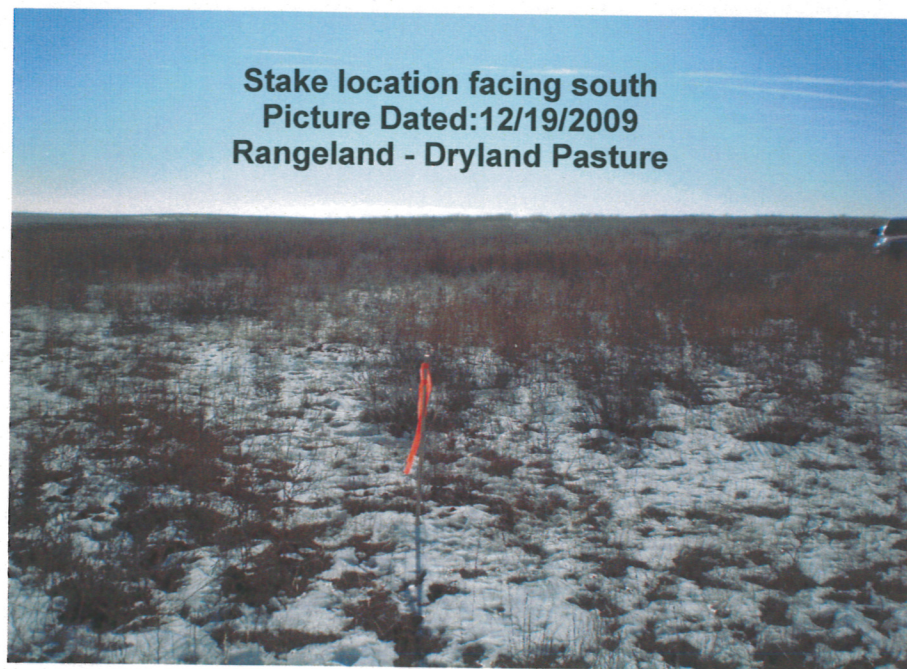 Stake location facing south
Picture Dated:12/19/2009
Rangeland - Dryland Pasture